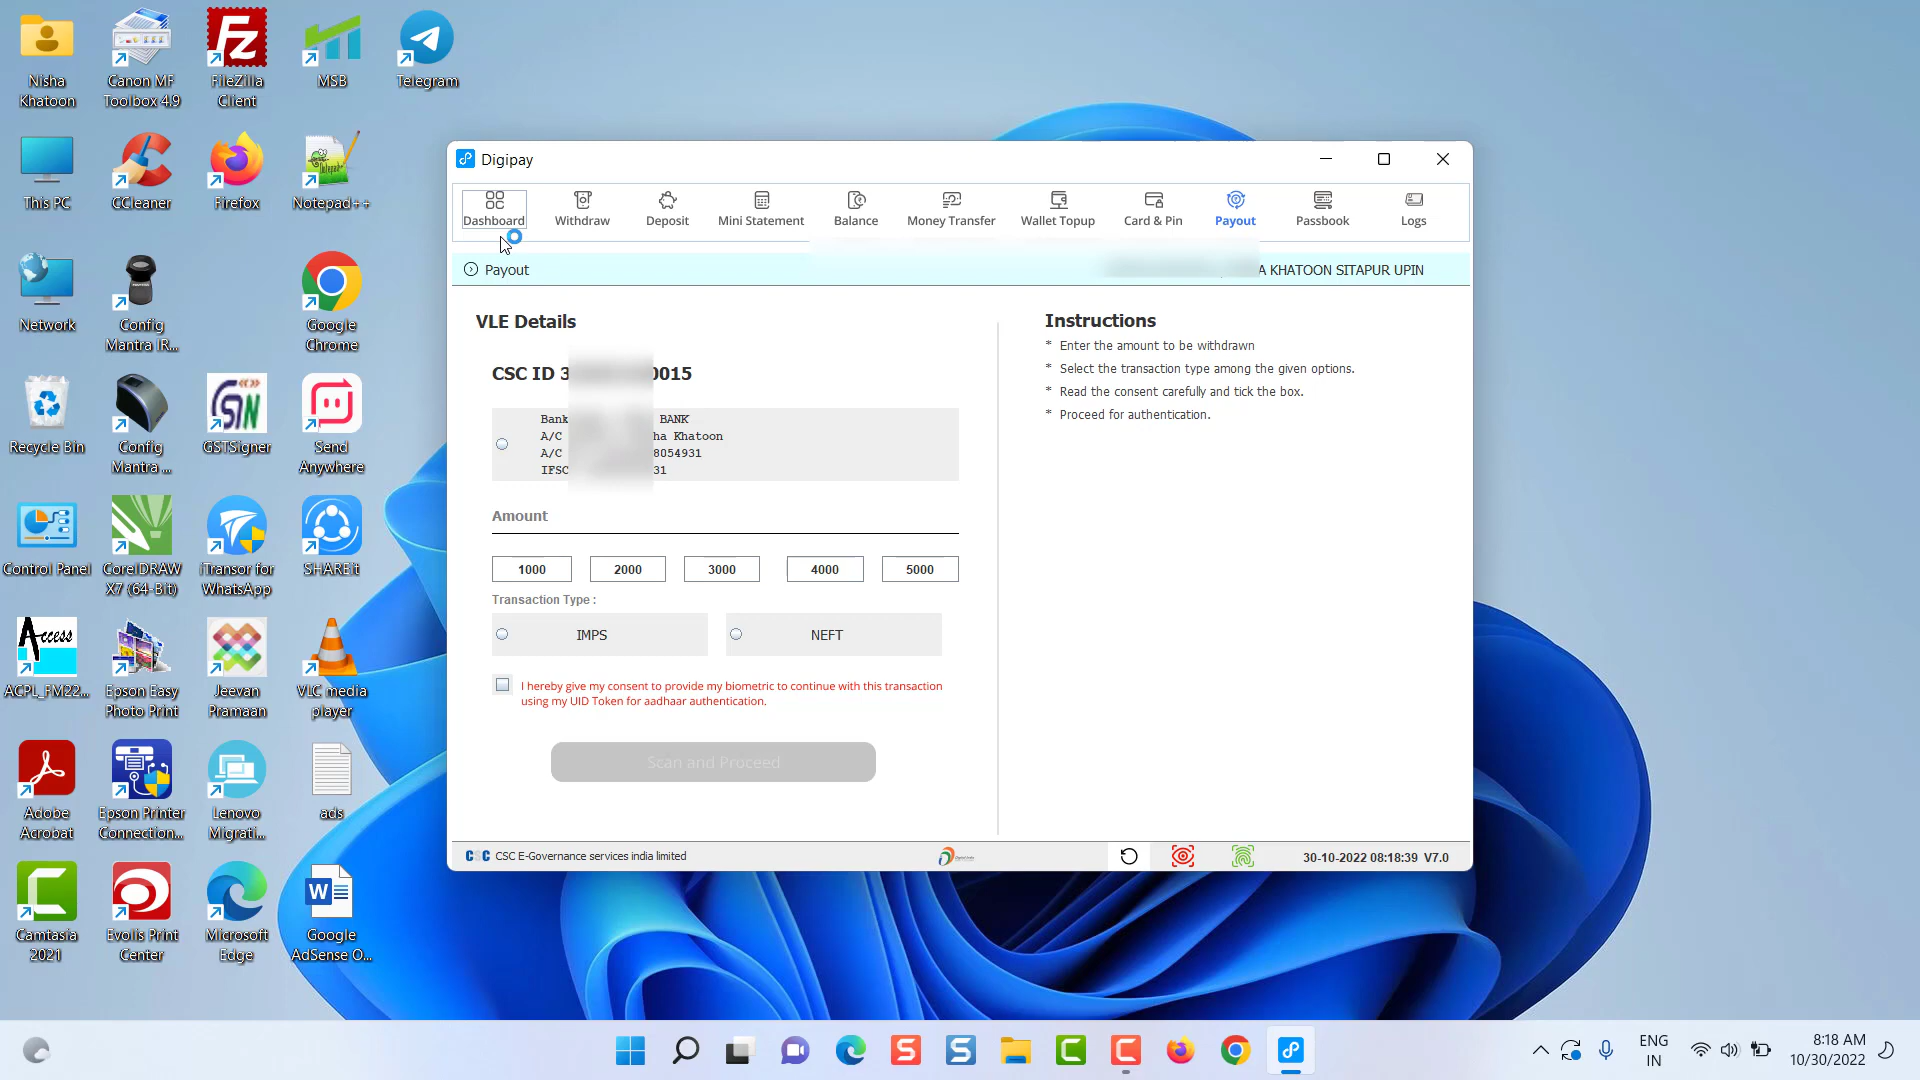 Nisha
Khatoon
Canon MF
Toolbox 4.9
FileZilla
Client
MSB
Telegram
This PC
CCleaner
Firefox
Notepad++
Network
Config
Mantra IR...
Google
Chrome
Recycle Bin
Config
Mantra ...
GSTSigner
Send
Anywhere
Control Panel
CorelDRAW
X7 (64-Bit)
iTransor for
WhatsApp
SHAREit
Access
ACPL_FM22...
Epson Easy
Photo Print
Jeevan
Pramaan
VLC media
player
Adobe
Acrobat
Epson Printer
Connection...
Lenovo
Migrati...
ads
Camtasia
2021
Evolis Print
Center
Microsoft
Edge
Google
AdSense O...
Digipay
Dashboard
Withdraw
Deposit
Mini Statement
Balance
Money Transfer
Wallet Topup
Card & Pin
Payout
Passbook
Logs
Payout
A KHATOON SITAPUR UPIN
VLE Details
CSC ID 3 0015
Bank BANK
A/C ha Khatoon
A/C 8054931
IFSC 31
Amount
1000 2000 3000 4000 5000
Transaction Type :
IMPS NEFT
I hereby give my consent to provide my biometric to continue with this transaction
using my UID Token for aadhaar authentication.
Scan and Proceed
Instructions
* Enter the amount to be withdrawn
* Select the transaction type among the given options.
* Read the consent carefully and tick the box.
* Proceed for authentication.
CSC CSC E-Governance services india limited
30-10-2022 08:18:39 V7.0
ENG
IN
8:18 AM
10/30/2022